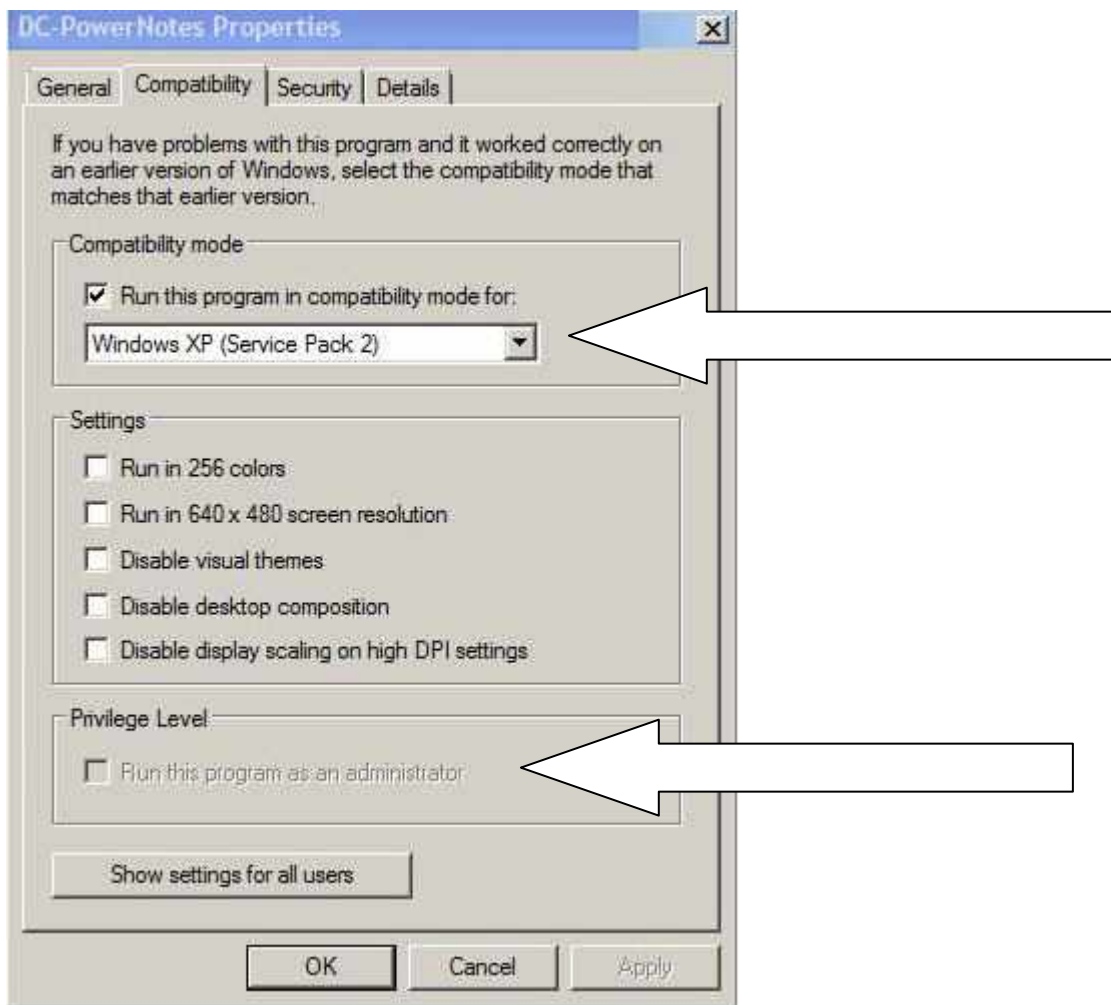 DC-PowerNotes Properties
General Compatibility Security Details
If you have problems with this program and it worked correctly on
an earlier version of Windows, select the compatibility mode that
matches that earlier version.
Compatibility mode
Run this program in compatibility mode for:
Windows XP (Service Pack 2)
Settings
Run in 256 colors
Run in 640 x 480 screen resolution
Disable visual themes
Disable desktop composition
Disable display scaling on high DPI settings
Privilege Level
Run this program as an administrator
Show settings for all users
OK Cancel Apply